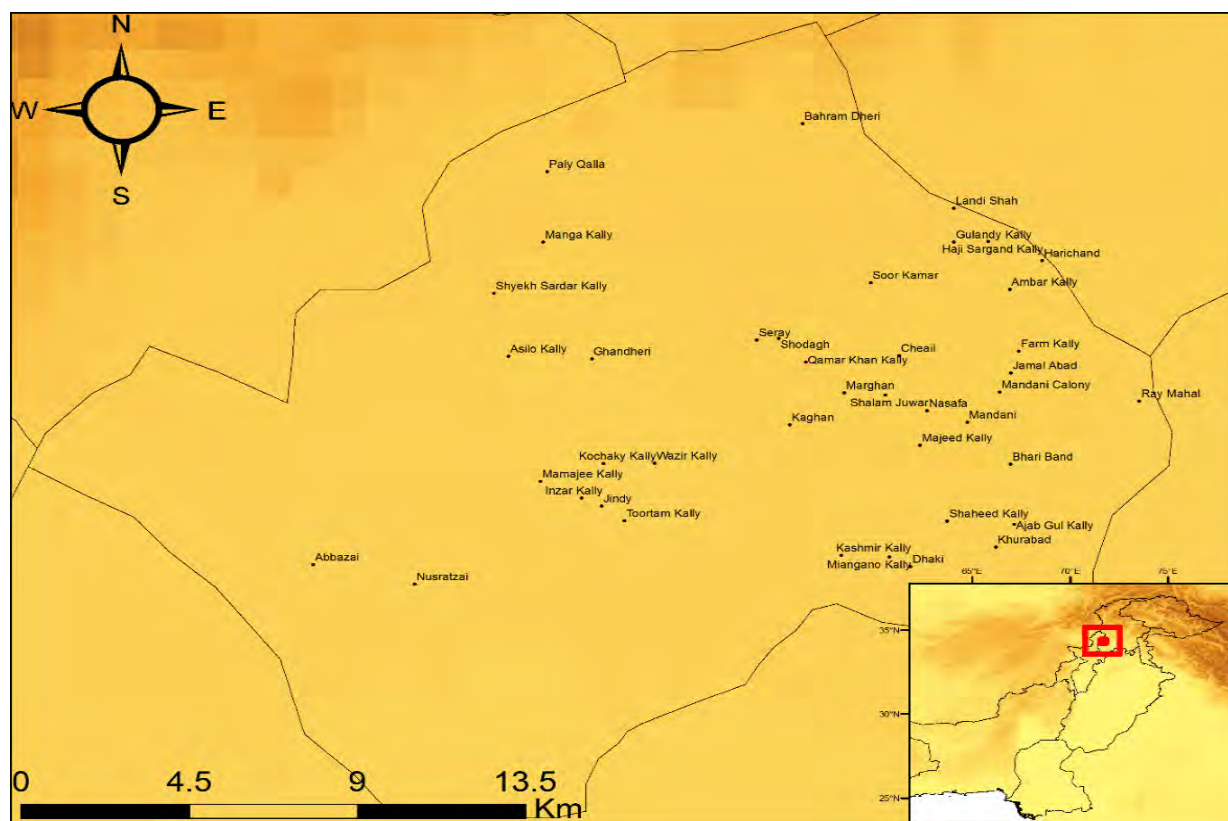 N
W E
S
Bahram Dheri
Paly Qalla
Landi Shah
Manga Kally
Gulandy Kally
Haji Sargand Kally
Harichand
Soor Kamar
Ambar Kally
Shyekh Sardar Kally
Seray
Shodagh
Asilo Kally
Ghandheri
Qamar Khan Kally
Cheail
Farm Kally
Jamal Abad
Marghan
Mandani Calony
Ray Mahal
Shalam Juwar
Nasafa
Kaghan
Mandani
Majeed Kally
Kochaky Kally
Wazir Kally
Bhari Band
Mamajee Kally
Inzar Kally
Jindy
Toortam Kally
Shaheed Kally
Ajab Gul Kally
Khurabad
Kashmir Kally
Miangano Kally
Dhaki
Abbazai
Nusratzai
65°E 70°E 75°E
35°N
30°N
25°N
0 4.5 9 13.5
Km